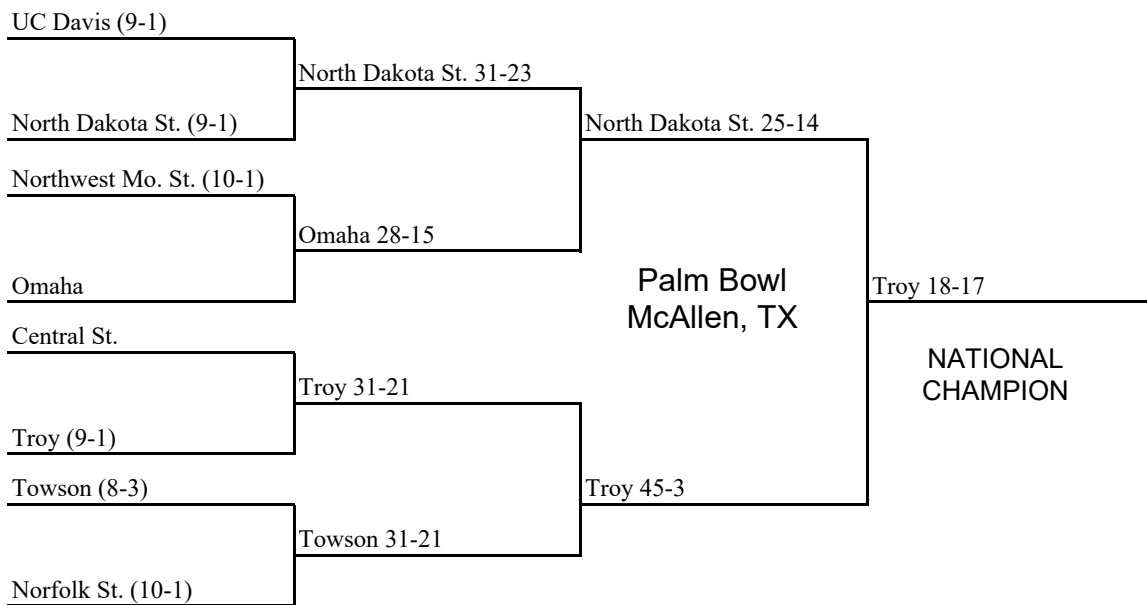 UC Davis (9-1)
North Dakota St. 31-23
North Dakota St. (9-1)
North Dakota St. 25-14
Northwest Mo. St. (10-1)
Omaha 28-15
Omaha
Palm Bowl
McAllen, TX
Troy 18-17
Central St.
NATIONAL
CHAMPION
Troy 31-21
Troy (9-1)
Towson (8-3)
Troy 45-3
Towson 31-21
Norfolk St. (10-1)